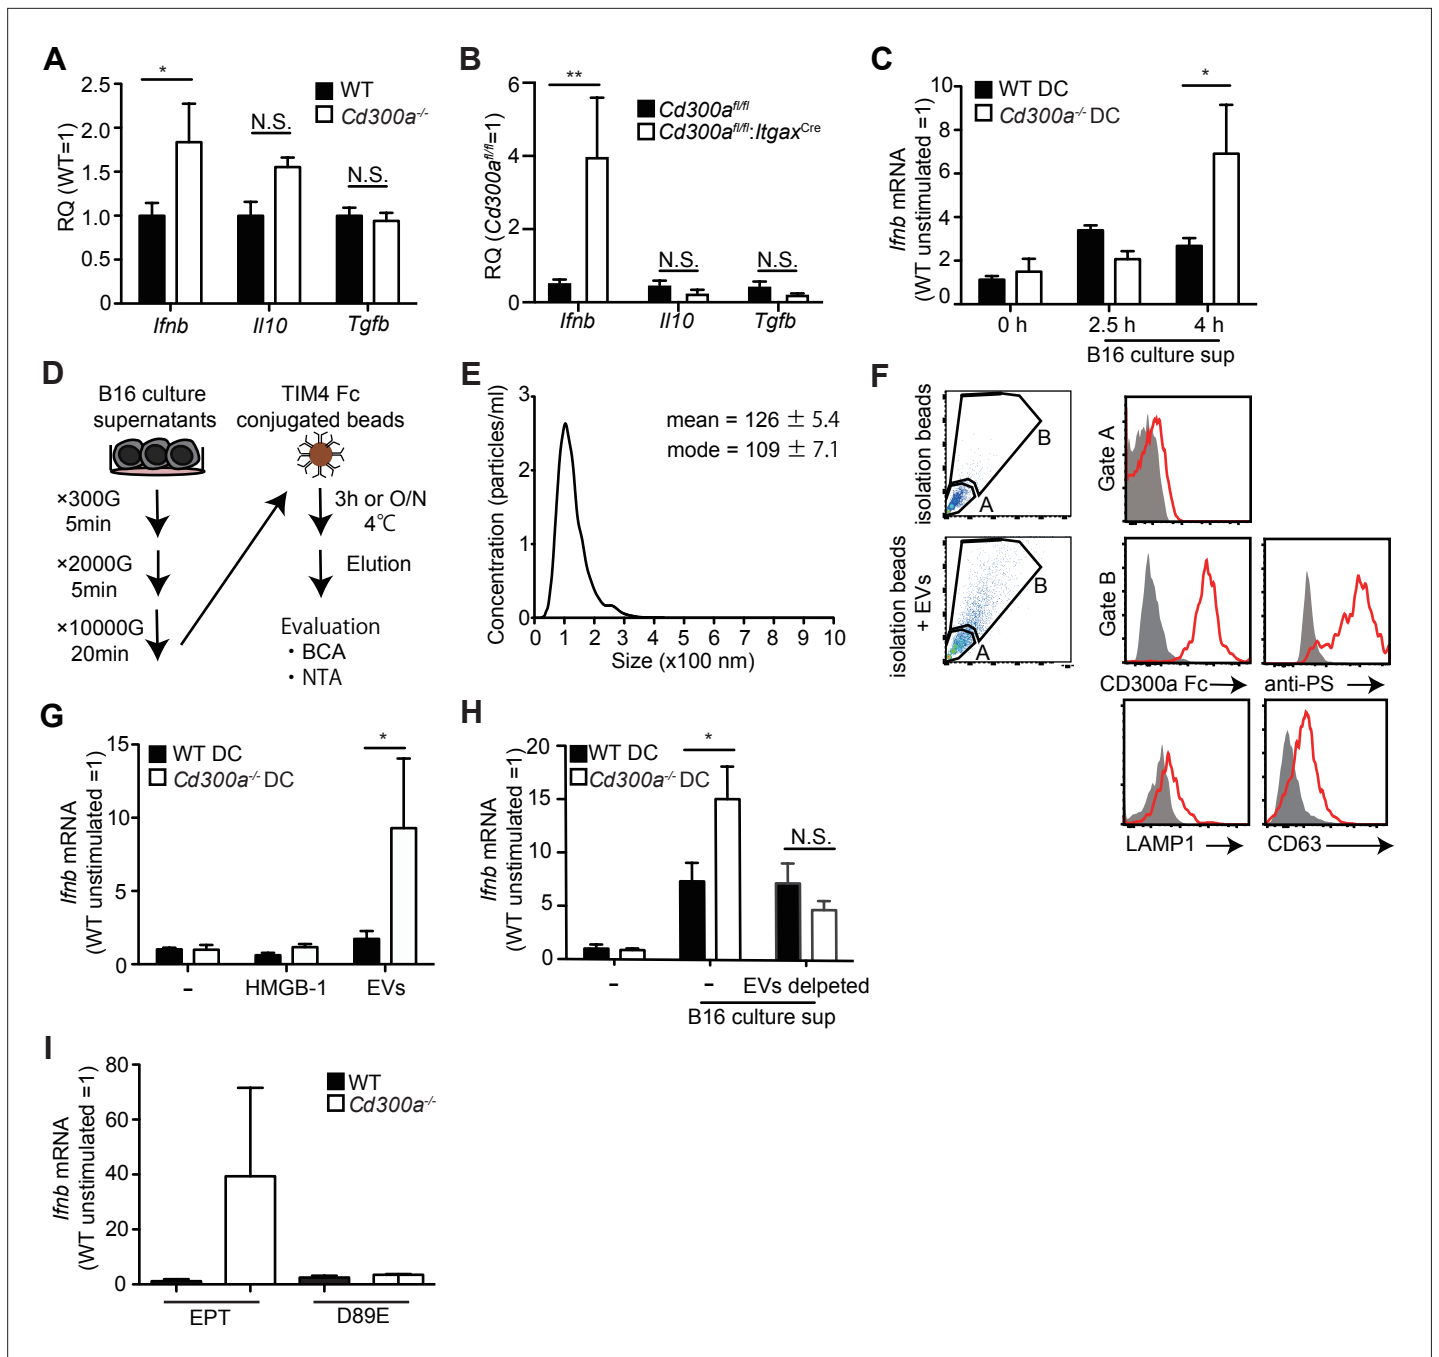 A
RQ (WT=1)
2.5
2.0
1.5
1.0
0.5
0
*
N.S.
N.S.
WT
Cd300a-/-
Ifnb
Il10
Tgfb
B
RQ (Cd300afl/fl=1)
6
4
2
0
**
N.S.
N.S.
Cd300afl/fl
Cd300afl/fl:ItgaxCre
Ifnb
Il10
Tgfb
C
Ifnb mRNA
(WT unstimulated =1)
10
8
6
4
2
0
WT DC
Cd300a-/- DC
*
0 h
2.5 h
4 h
B16 culture sup
D
B16 culture
supernatants
×300G
5min
×2000G
5min
×10000G
20min
TIM4 Fc
conjugated beads
3h or O/N
4℃
Elution
Evaluation
・BCA
・NTA
E
Concentration (particles/ml)
3
2
1
0
mean = 126 ± 5.4
mode = 109 ± 7.1
0 1 2 3 4 5 6 7 8 9 10
Size (x100 nm)
F
isolation beads
B
A
isolation beads
+ EVs
B
A
Gate A
Gate B
CD300a Fc
anti-PS
LAMP1
CD63
G
Ifnb mRNA
(WT unstimulated =1)
15
10
5
0
WT DC
Cd300a-/- DC
*
–
HMGB-1
EVs
H
Ifnb mRNA
(WT unstimulated =1)
20
15
10
5
0
WT DC
Cd300a-/- DC
*
N.S.
–
–
EVs delpeted
B16 culture sup
I
Ifnb mRNA
(WT unstimulated =1)
80
60
40
20
0
WT
Cd300a-/-
EPT
D89E